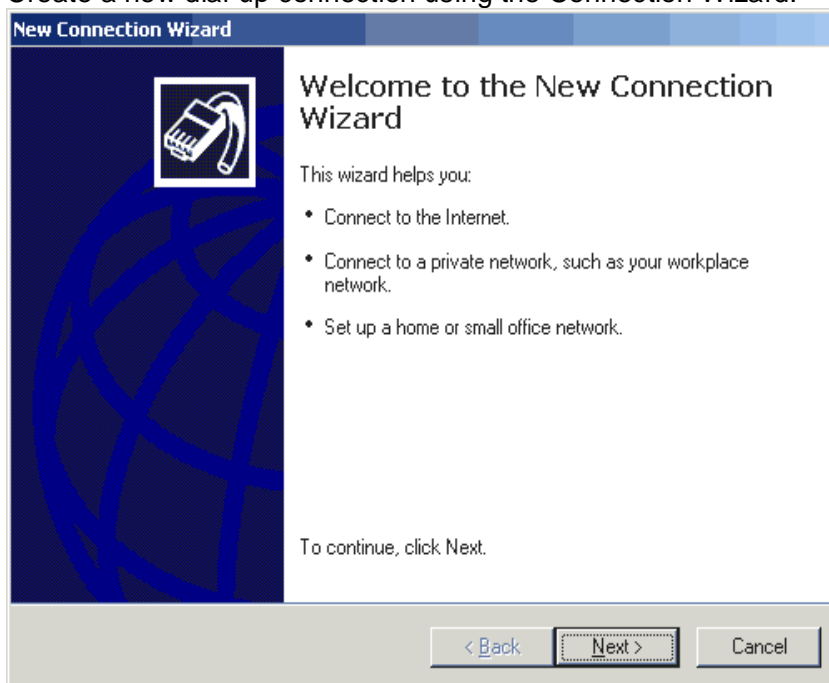 Create a new dial-up connection using the Connection Wizard.
New Connection Wizard
Welcome to the New Connection
Wizard
This wizard helps you:
• Connect to the Internet.
• Connect to a private network, such as your workplace
network.
• Set up a home or small office network.
To continue, click Next.
< Back
Next >
Cancel